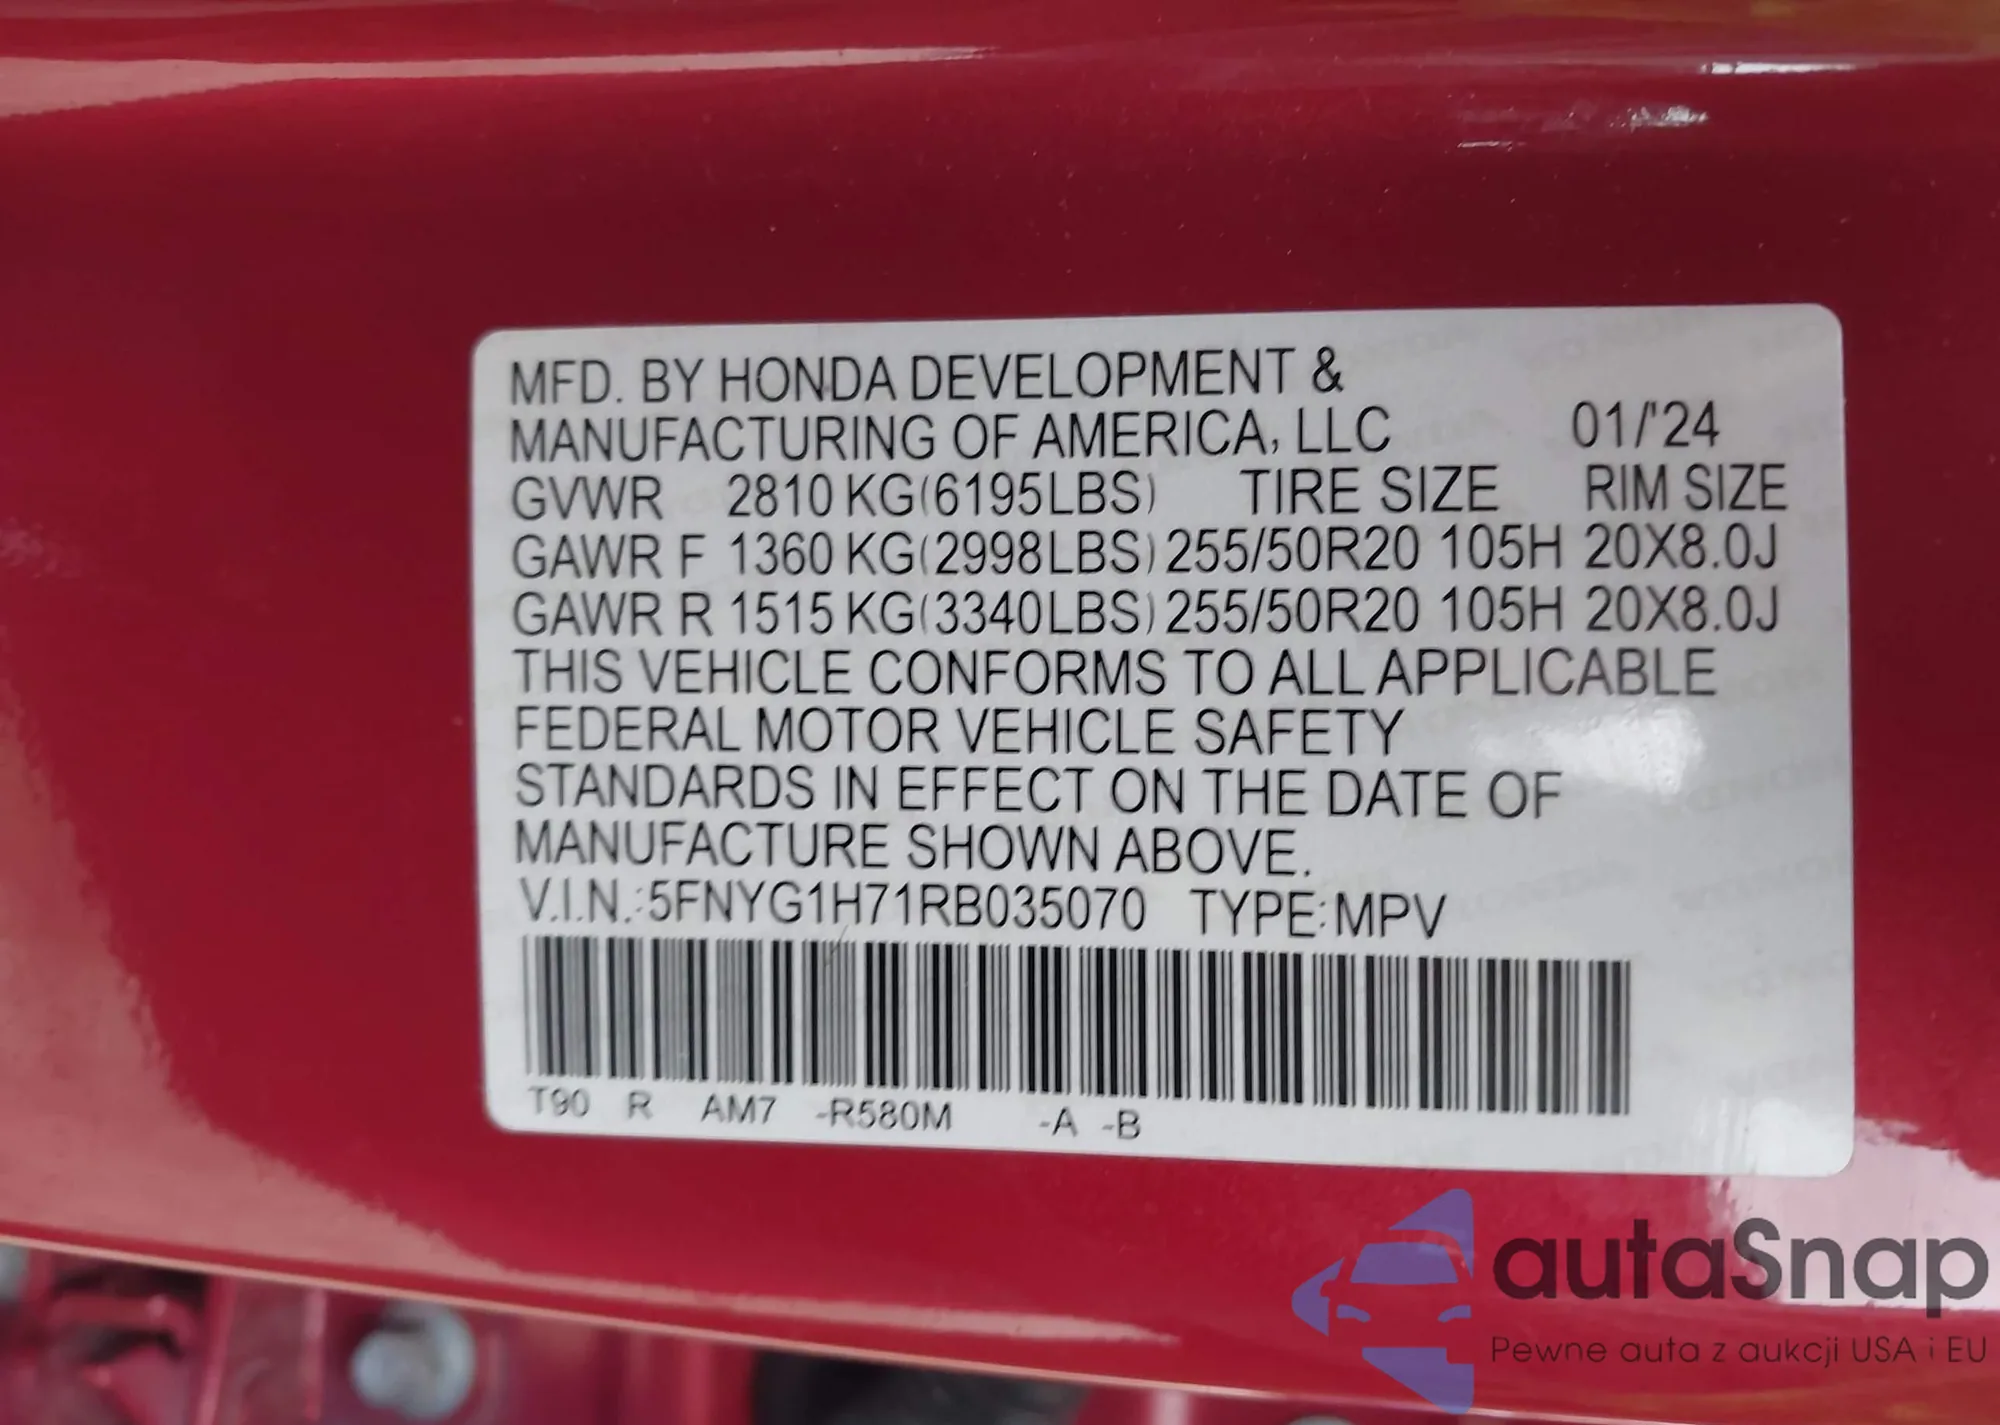 MFD. BY HONDA DEVELOPMENT &
MANUFACTURING OF AMERICA, LLC 01/'24
GVWR 2810 KG(6195LBS) TIRE SIZE RIM SIZE
GAWR F 1360 KG(2998LBS) 255/50R20 105H 20X8.0J
GAWR R 1515 KG(3340LBS) 255/50R20 105H 20X8.0J
THIS VEHICLE CONFORMS TO ALL APPLICABLE
FEDERAL MOTOR VEHICLE SAFETY
STANDARDS IN EFFECT ON THE DATE OF
MANUFACTURE SHOWN ABOVE.
V.I.N.:5FNYG1H71RB035070 TYPE:MPV
T90 R AM7 -R580M -A -B
autaSnap
Pewne auta z aukcji USA i EU